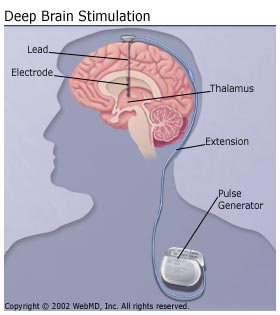 Deep Brain Stimulation
Lead
Electrode
Thalamus
Extension
Pulse
Generator
Copyright © 2002 WebMD, Inc. All rights reserved.